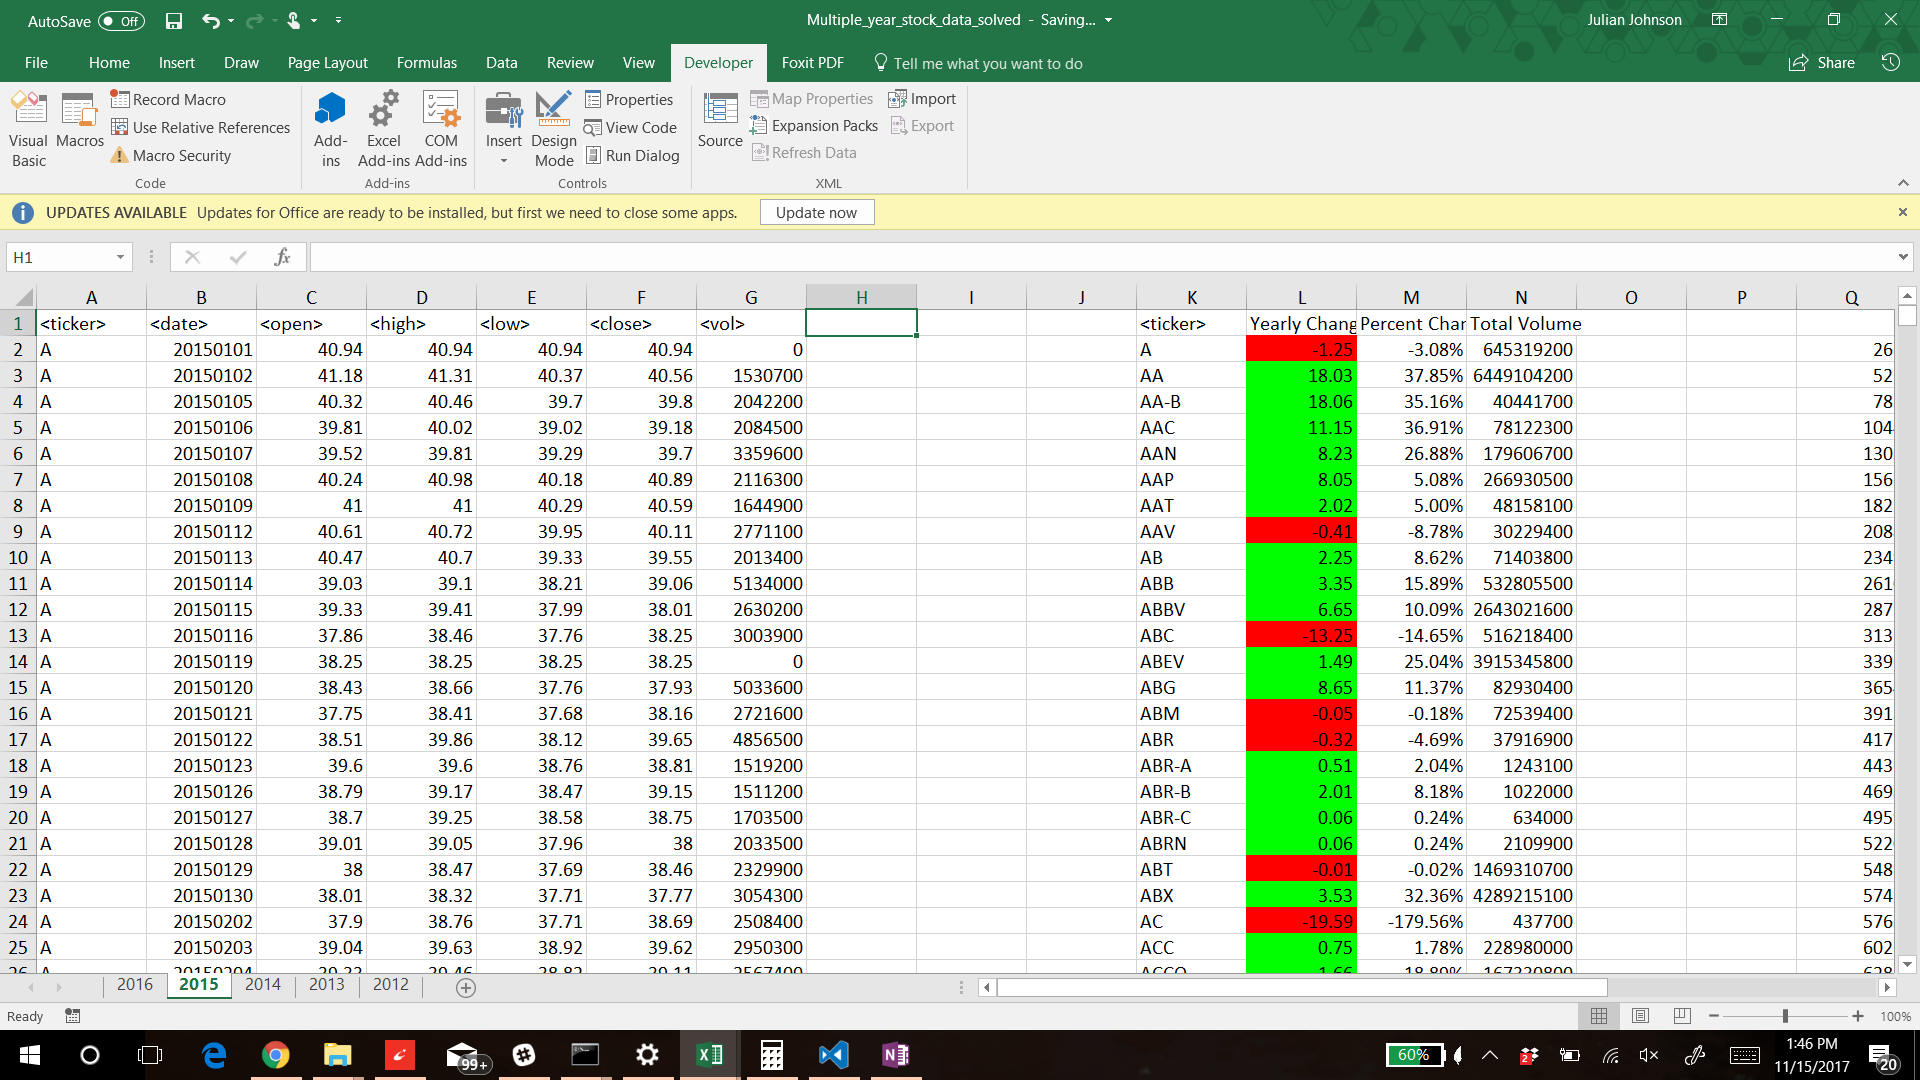 AutoSave Off
Multiple_year_stock_data_solved - Saving...
Julian Johnson
File Home Insert Draw Page Layout Formulas Data Review View Developer Foxit PDF Tell me what you want to do Share
Visual Basic
Macros
Record Macro
Use Relative References
Macro Security
Code
Add-ins
Excel Add-ins
COM Add-ins
Add-ins
Insert
Design Mode
Properties
View Code
Run Dialog
Controls
Source
Map Properties
Expansion Packs
Refresh Data
Import
Export
XML
UPDATES AVAILABLE Updates for Office are ready to be installed, but first we need to close some apps. Update now
H1 fx
A B C D E F G H I J K L M N O P Q
1 <ticker> <date> <open> <high> <low> <close> <vol> <ticker> Yearly Chang Percent Char Total Volume
2 A 20150101 40.94 40.94 40.94 40.94 0 A -1.25 -3.08% 645319200 26
3 A 20150102 41.18 41.31 40.37 40.56 1530700 AA 18.03 37.85% 6449104200 52
4 A 20150105 40.32 40.46 39.7 39.8 2042200 AA-B 18.06 35.16% 40441700 78
5 A 20150106 39.81 40.02 39.02 39.18 2084500 AAC 11.15 36.91% 78122300 104
6 A 20150107 39.52 39.81 39.29 39.7 3359600 AAN 8.23 26.88% 179606700 130
7 A 20150108 40.24 40.98 40.18 40.89 2116300 AAP 8.05 5.08% 266930500 156
8 A 20150109 41 41 40.29 40.59 1644900 AAT 2.02 5.00% 48158100 182
9 A 20150112 40.61 40.72 39.95 40.11 2771100 AAV -0.41 -8.78% 30229400 208
10 A 20150113 40.47 40.7 39.33 39.55 2013400 AB 2.25 8.62% 71403800 234
11 A 20150114 39.03 39.1 38.21 39.06 5134000 ABB 3.35 15.89% 532805500 261
12 A 20150115 39.33 39.41 37.99 38.01 2630200 ABBV 6.65 10.09% 2643021600 287
13 A 20150116 37.86 38.46 37.76 38.25 3003900 ABC -13.25 -14.65% 516218400 313
14 A 20150119 38.25 38.25 38.25 38.25 0 ABEV 1.49 25.04% 3915345800 339
15 A 20150120 38.43 38.66 37.76 37.93 5033600 ABG 8.65 11.37% 82930400 365
16 A 20150121 37.75 38.41 37.68 38.16 2721600 ABM -0.05 -0.18% 72539400 391
17 A 20150122 38.51 39.86 38.12 39.65 4856500 ABR -0.32 -4.69% 37916900 417
18 A 20150123 39.6 39.6 38.76 38.81 1519200 ABR-A 0.51 2.04% 1243100 443
19 A 20150126 38.79 39.17 38.47 39.15 1511200 ABR-B 2.01 8.18% 1022000 469
20 A 20150127 38.7 39.25 38.58 38.75 1703500 ABR-C 0.06 0.24% 634000 495
21 A 20150128 39.01 39.05 37.96 38 2033500 ABRN 0.06 0.24% 2109900 522
22 A 20150129 38 38.47 37.69 38.46 2329900 ABT -0.01 -0.02% 1469310700 548
23 A 20150130 38.01 38.32 37.71 37.77 3054300 ABX 3.53 32.36% 4289215100 574
24 A 20150202 37.9 38.76 37.71 38.69 2508400 AC -19.59 -179.56% 437700 576
25 A 20150203 39.04 39.63 38.92 39.62 2950300 ACC 0.75 1.78% 228980000 602
2016 2015 2014 2013 2012
Ready 100%
99+
60%
2
1:46 PM
11/15/2017
20